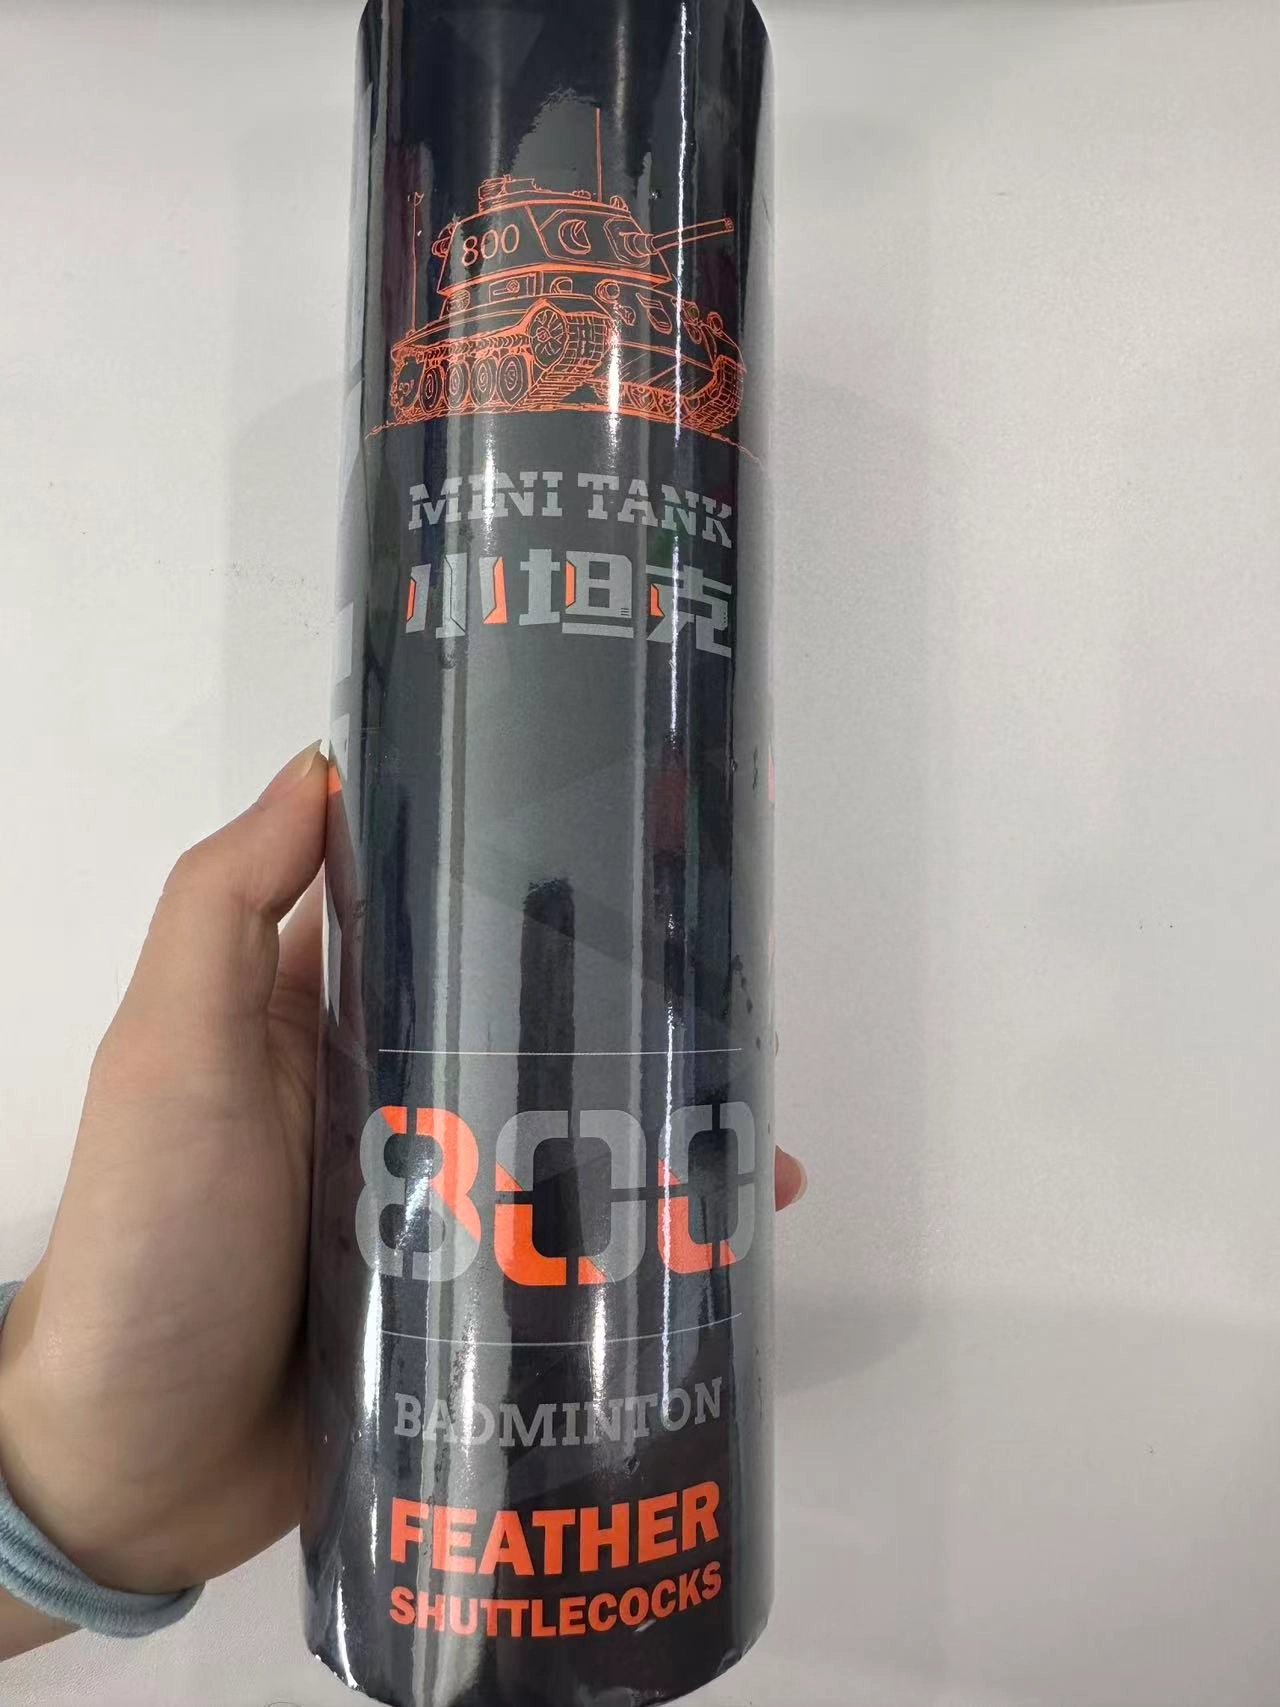 800
MINI TANK
小坦克
800
BADMINTON
FEATHER
SHUTTLECOCKS